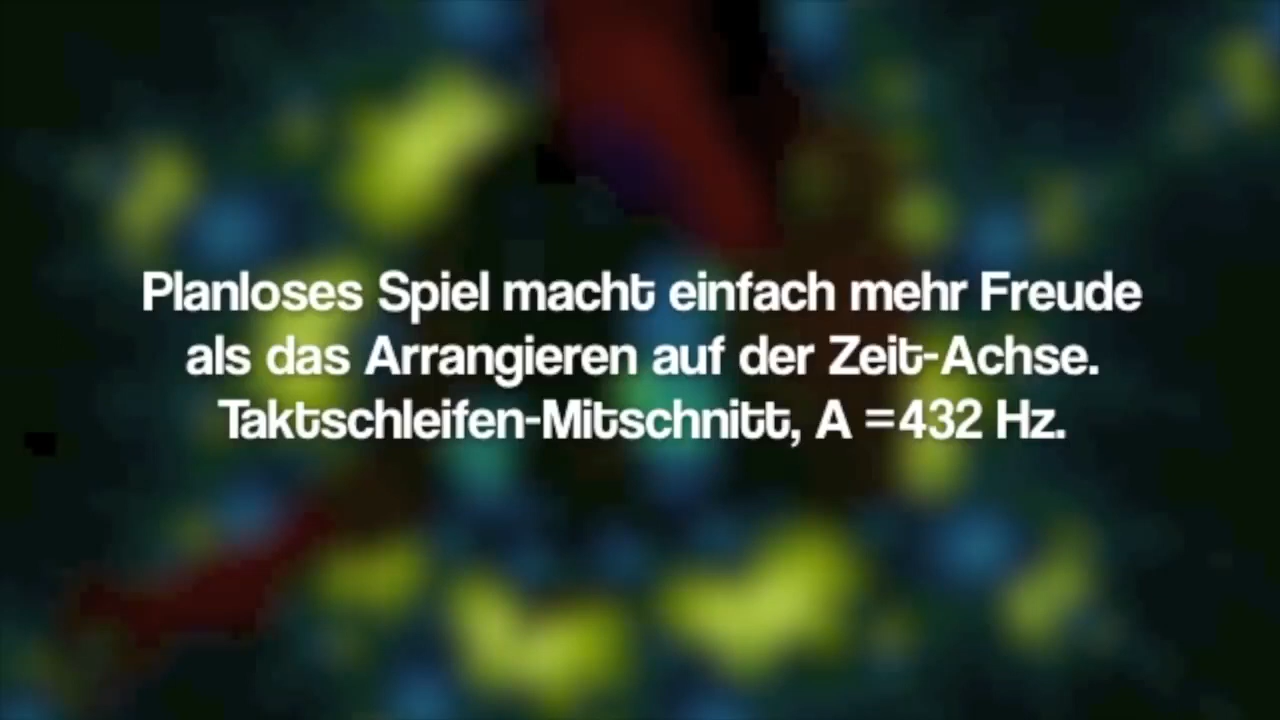 Planloses Spiel macht einfach mehr Freude
als das Arrangieren auf der Zeit-Achse.
Taktschleifen-Mitschnitt, A =432 Hz.